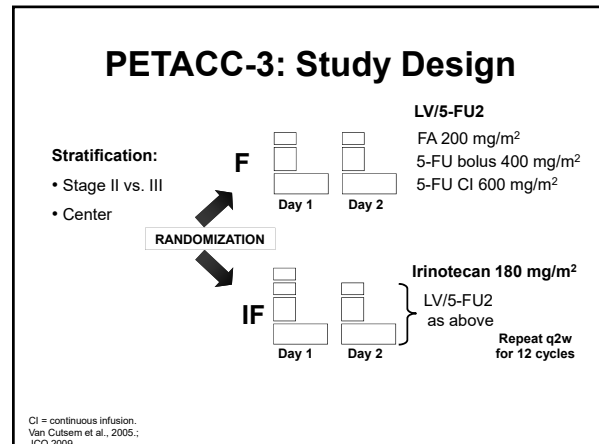 PETACC-3: Study Design
Stratification:
• Stage II vs. III
• Center
RANDOMIZATION
F
Day 1
Day 2
LV/5-FU2
FA 200 mg/m²
5-FU bolus 400 mg/m²
5-FU CI 600 mg/m²
IF
Day 1
Day 2
Irinotecan 180 mg/m²
LV/5-FU2
as above
Repeat q2w
for 12 cycles
CI = continuous infusion.
Van Cutsem et al., 2005.;
JCO 2009